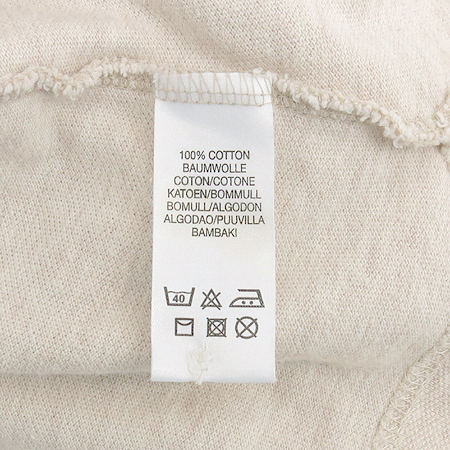 100% COTTON
BAUMWOLLE
COTON/COTONE
KATOEN/BOMMULL
BOMULL/ALGODON
ALGODAO/PUUVILLA
BAMBAKI
40